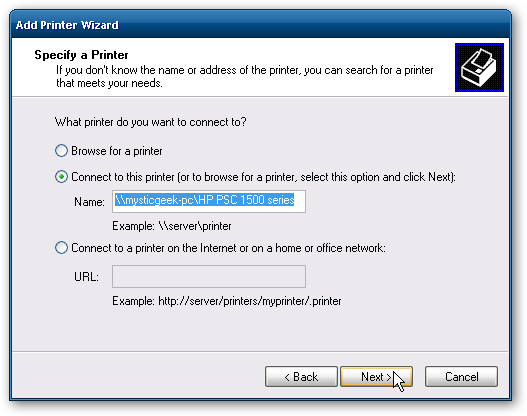 Add Printer Wizard
Specify a Printer
If you don't know the name or address of the printer, you can search for a printer
that meets your needs.
What printer do you want to connect to?
Browse for a printer
Connect to this printer (or to browse for a printer, select this option and click Next):
Name: \\mysticgeek-pc\HP PSC 1500 series
Example: \\server\printer
Connect to a printer on the Internet or on a home or office network:
URL:
Example: http://server/printers/myprinter/.printer
< Back Next > Cancel